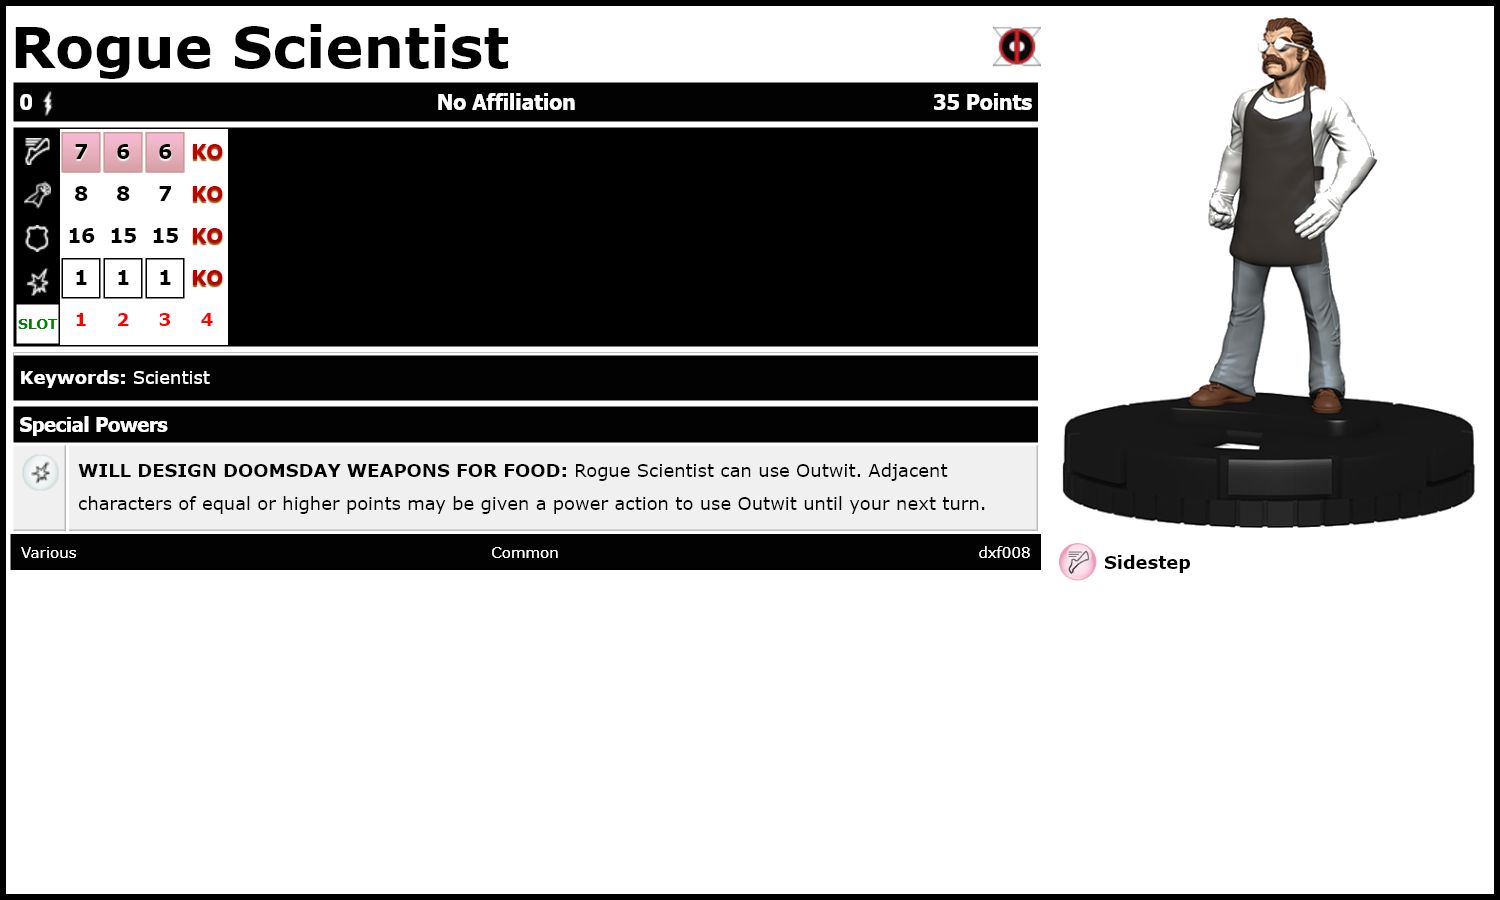 Rogue Scientist
0 No Affiliation 35 Points
7 6 6 KO
8 8 7 KO
16 15 15 KO
1 1 1 KO
SLOT 1 2 3 4
Keywords: Scientist
Special Powers
WILL DESIGN DOOMSDAY WEAPONS FOR FOOD: Rogue Scientist can use Outwit. Adjacent
characters of equal or higher points may be given a power action to use Outwit until your next turn.
Various Common dxf008
Sidestep